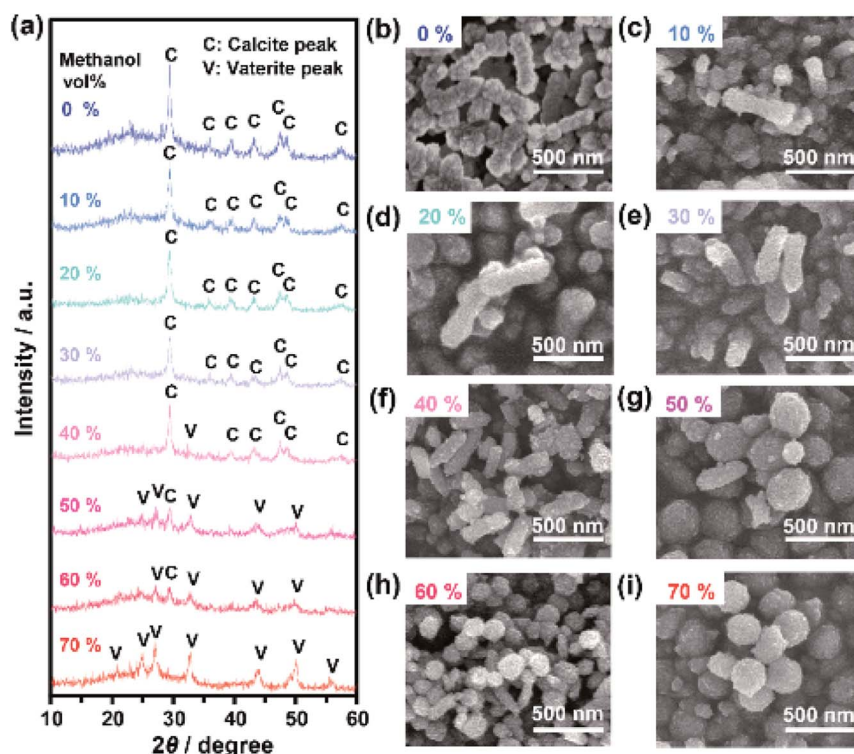 (a)
Methanol
vol%
C: Calcite peak
V: Vaterite peak
C
0 %
C C C C C C
C
10 %
C C C C C C
C
20 %
C C C C C C
C
30 %
C C C C C C
C
40 %
V C C C C C
50 %
V V C V V V
60 %
V C V V V
70 %
V V V V V V V
10 20 30 40 50 60
2θ / degree
Intensity / a.u.
(b) 0 %
500 nm
(c) 10 %
500 nm
(d) 20 %
500 nm
(e) 30 %
500 nm
(f) 40 %
500 nm
(g) 50 %
500 nm
(h) 60 %
500 nm
(i) 70 %
500 nm